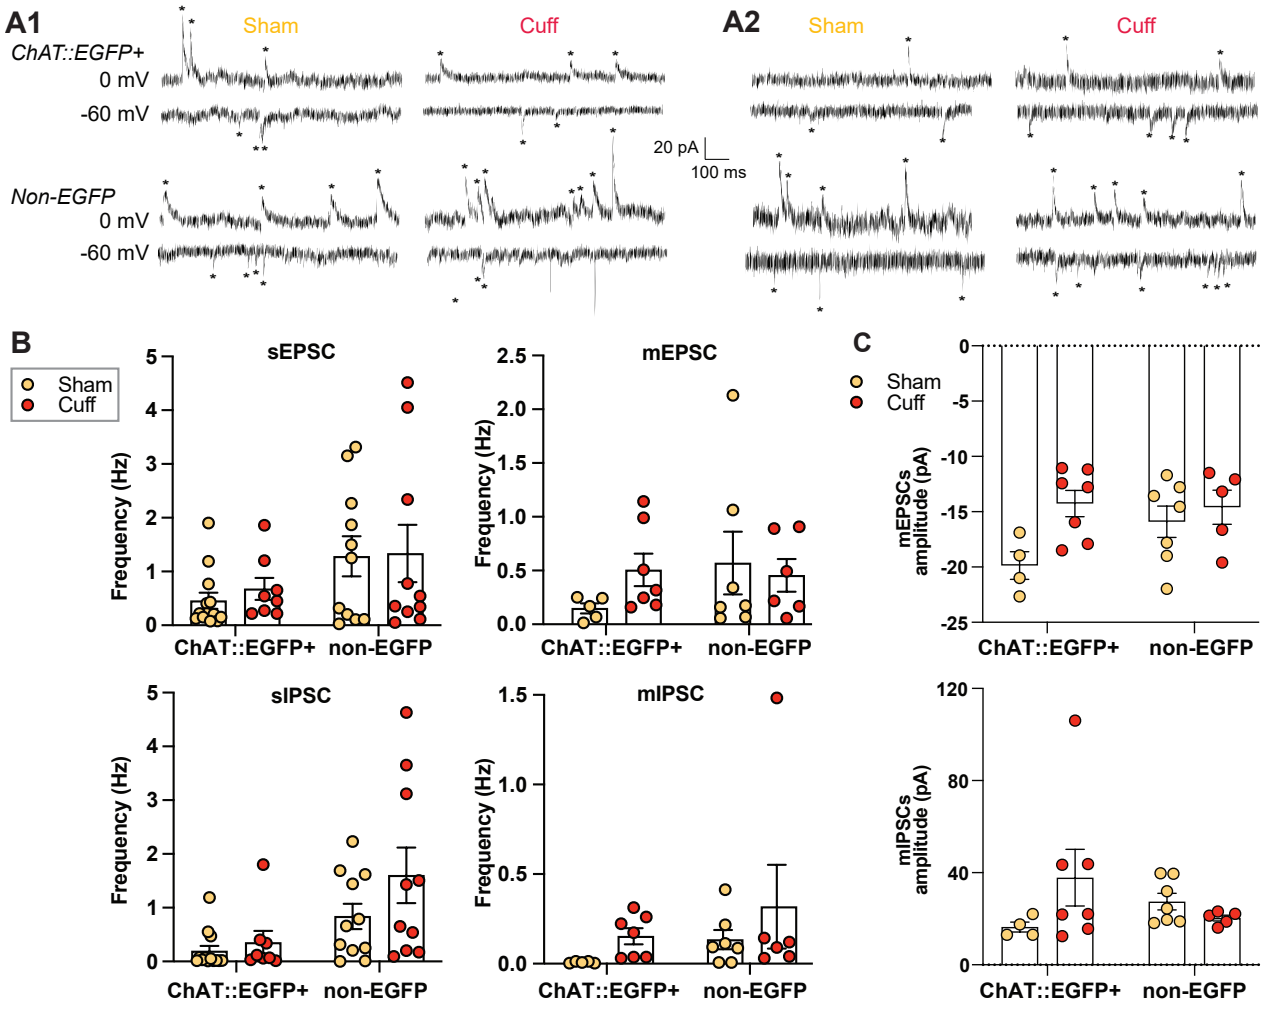 A1 Sham Cuff A2 Sham Cuff
ChAT::EGFP+
0 mV
-60 mV
20 pA
100 ms
Non-EGFP
0 mV
-60 mV
B
Sham
Cuff
sEPSC
Frequency (Hz)
5
4
3
2
1
0
ChAT::EGFP+ non-EGFP
mEPSC
Frequency (Hz)
2.5
2.0
1.5
1.0
0.5
0.0
ChAT::EGFP+ non-EGFP
sIPSC
Frequency (Hz)
5
4
3
2
1
0
ChAT::EGFP+ non-EGFP
mIPSC
Frequency (Hz)
1.5
1.0
0.5
0.0
ChAT::EGFP+ non-EGFP
C
Sham
Cuff
mEPSCs
amplitude (pA)
0
-5
-10
-15
-20
-25
ChAT::EGFP+ non-EGFP
mIPSCs
amplitude (pA)
120
80
40
0
ChAT::EGFP+ non-EGFP